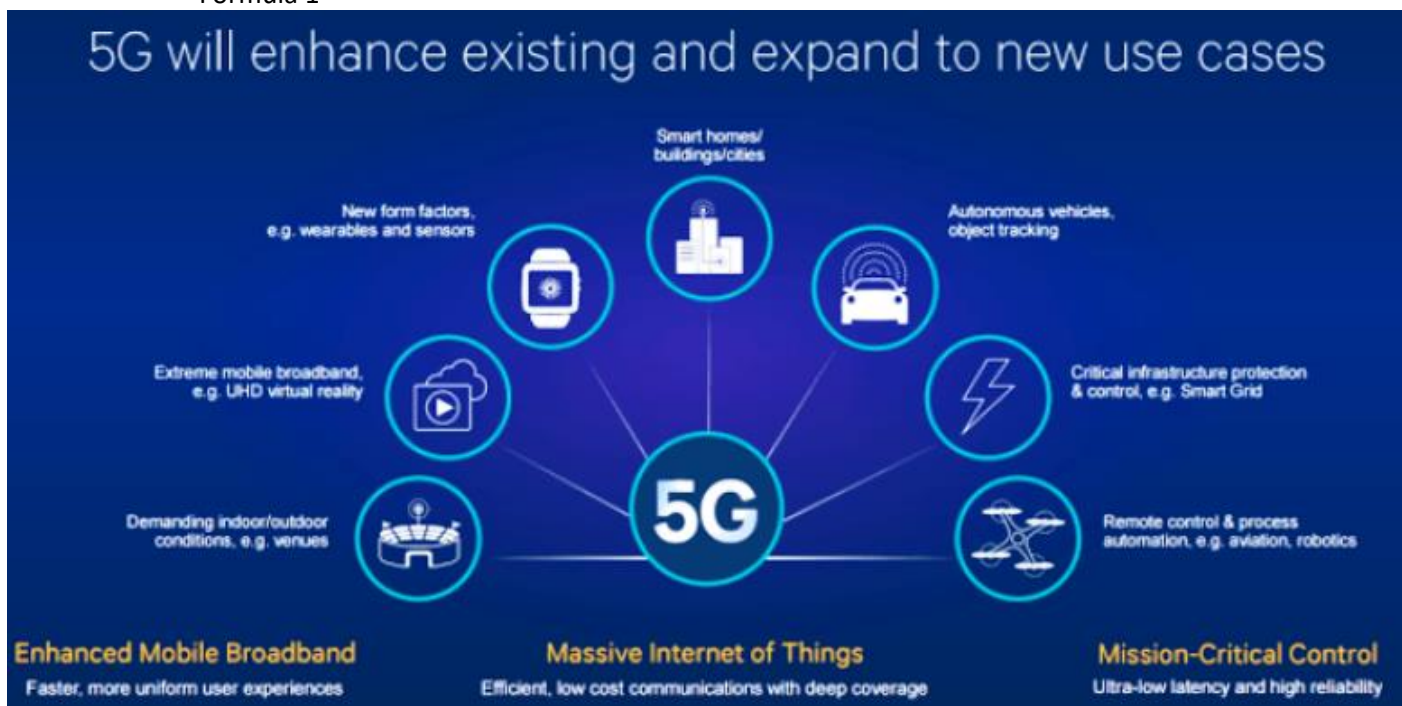 Formula 1
5G will enhance existing and expand to new use cases
Smart homes/
buildings/cities
New form factors,
e.g. wearables and sensors
Autonomous vehicles,
object tracking
Extreme mobile broadband,
e.g. UHD virtual reality
Critical infrastructure protection
& control, e.g. Smart Grid
5G
Demanding indoor/outdoor
conditions, e.g. venues
Remote control & process
automation, e.g. aviation, robotics
Enhanced Mobile Broadband
Faster, more uniform user experiences
Massive Internet of Things
Efficient, low cost communications with deep coverage
Mission-Critical Control
Ultra-low latency and high reliability